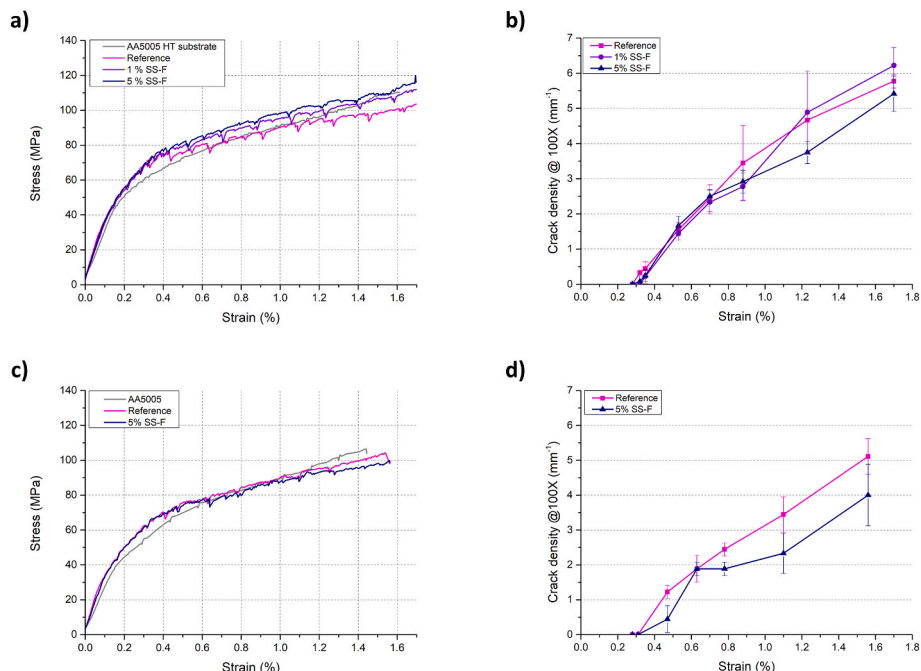 a)
140
120
100
80
60
40
20
0
Stress (MPa)
AA5005 HT substrate
Reference
1 % SS-F
5 % SS-F
0.0 0.2 0.4 0.6 0.8 1.0 1.2 1.4 1.6
Strain (%)
b)
7
6
5
4
3
2
1
0
Crack density @ 100X (mm⁻¹)
Reference
1% SS-F
5% SS-F
0.0 0.2 0.4 0.6 0.8 1.0 1.2 1.4 1.6 1.8
Strain (%)
c)
140
120
100
80
60
40
20
0
Stress (MPa)
AA5005
Reference
5% SS-F
0.0 0.2 0.4 0.6 0.8 1.0 1.2 1.4 1.6
Strain (%)
d)
7
6
5
4
3
2
1
0
Crack density @100X (mm⁻¹)
Reference
5% SS-F
0.0 0.2 0.4 0.6 0.8 1.0 1.2 1.4 1.6 1.8
Strain (%)